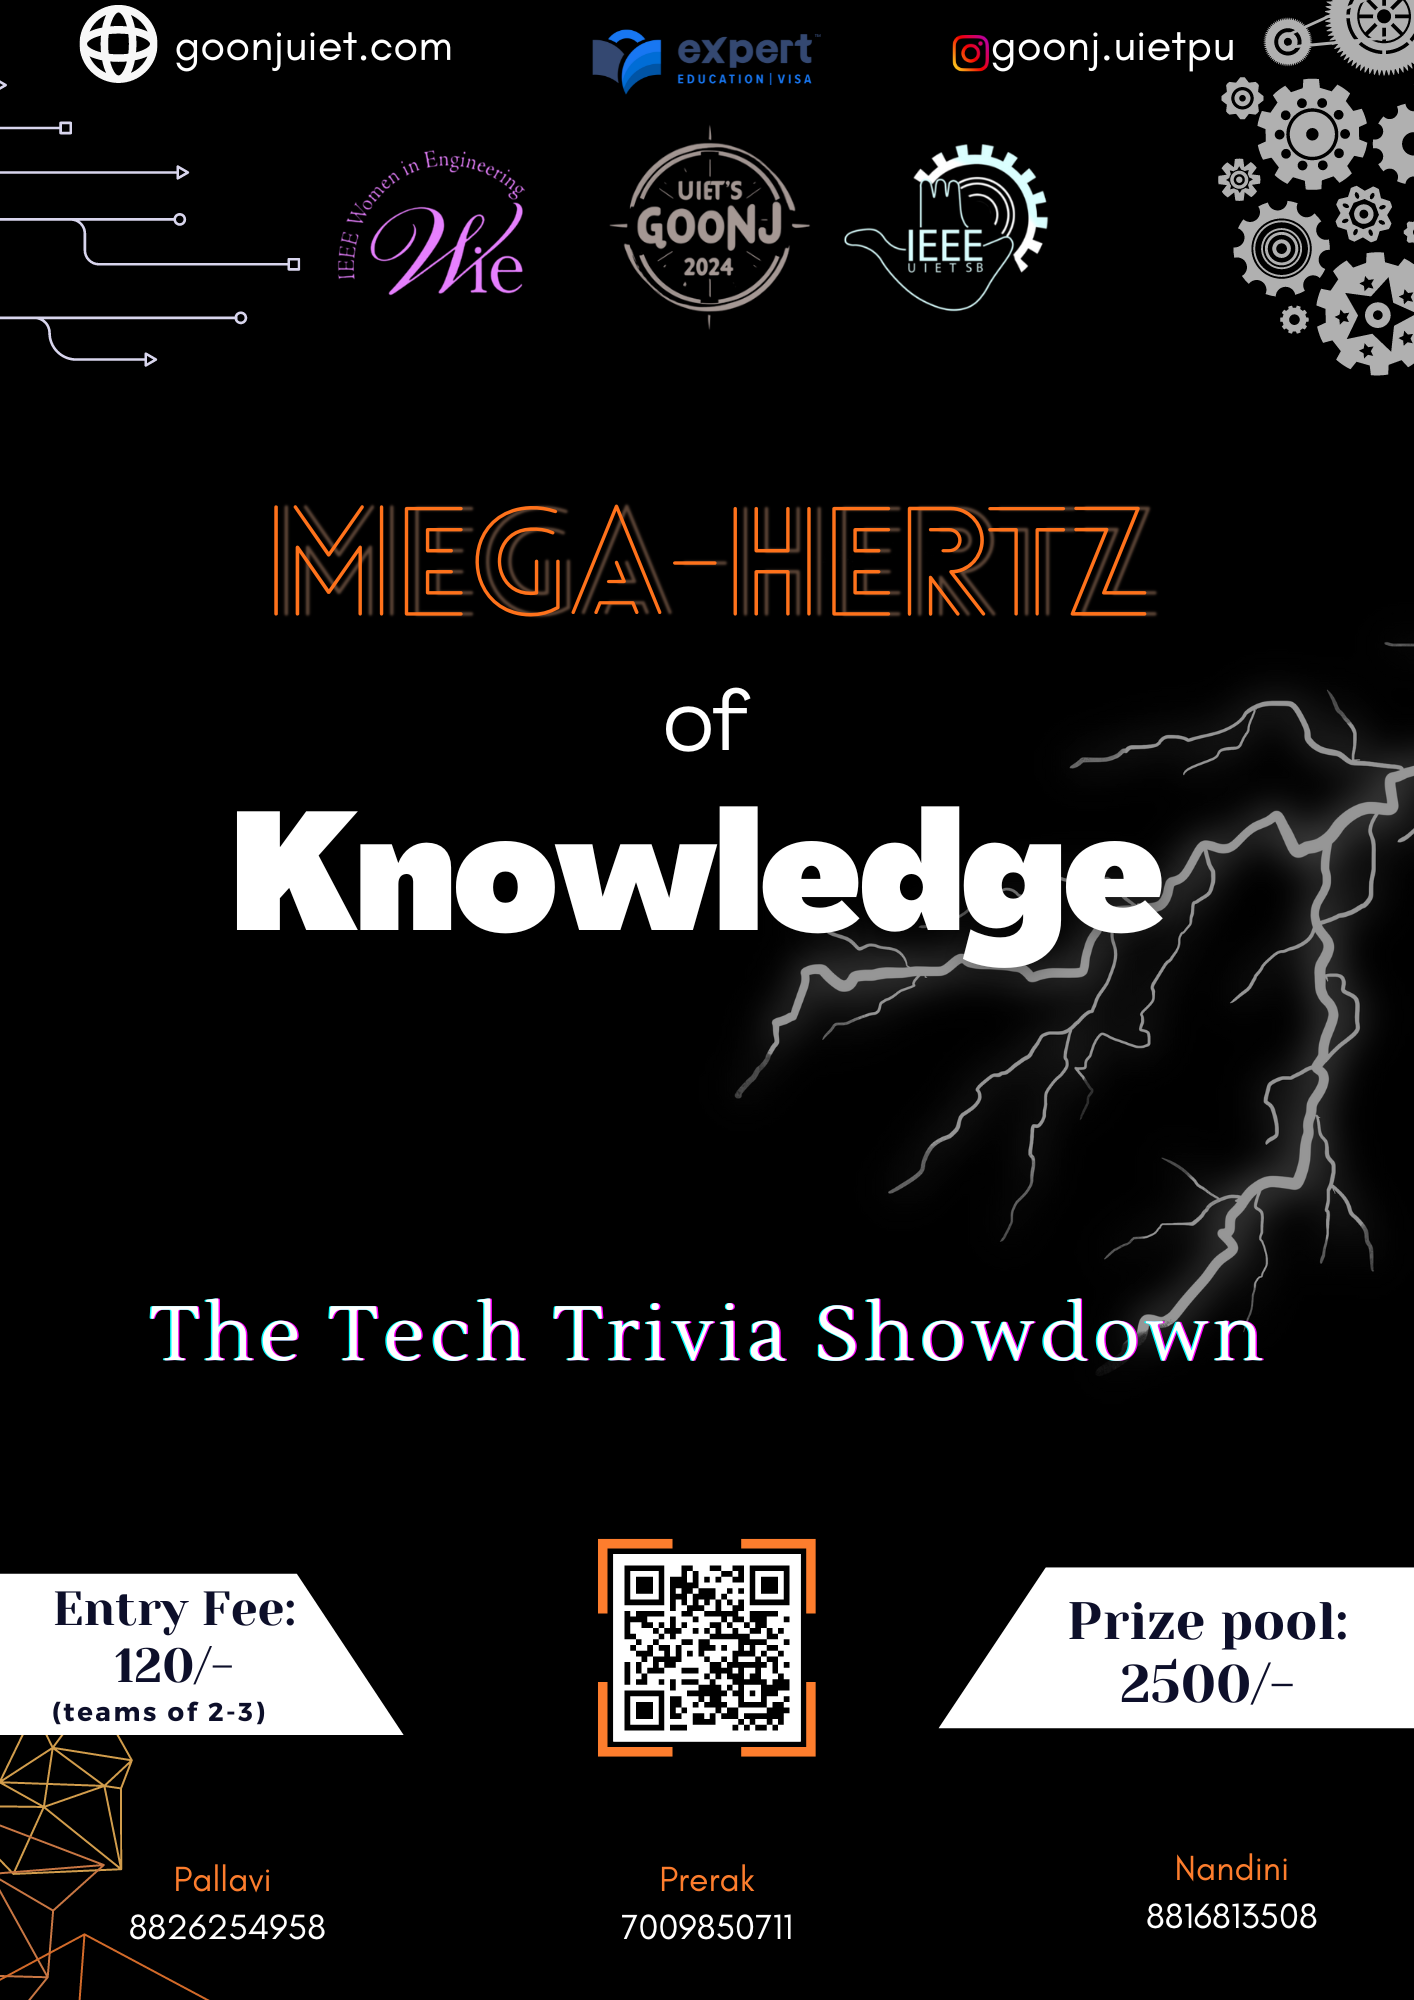 goonjuiet.com
expert
EDUCATION | VISA
goonj.uietpu
IEEE Women in Engineering
Wie
UIET'S
GOONJ
2024
IEEE
UIET SB
MEGA-HERTZ
of
Knowledge
The Tech Trivia Showdown
Entry Fee:
120/-
(teams of 2-3)
Prize pool:
2500/-
Pallavi
8826254958
Prerak
7009850711
Nandini
8816813508